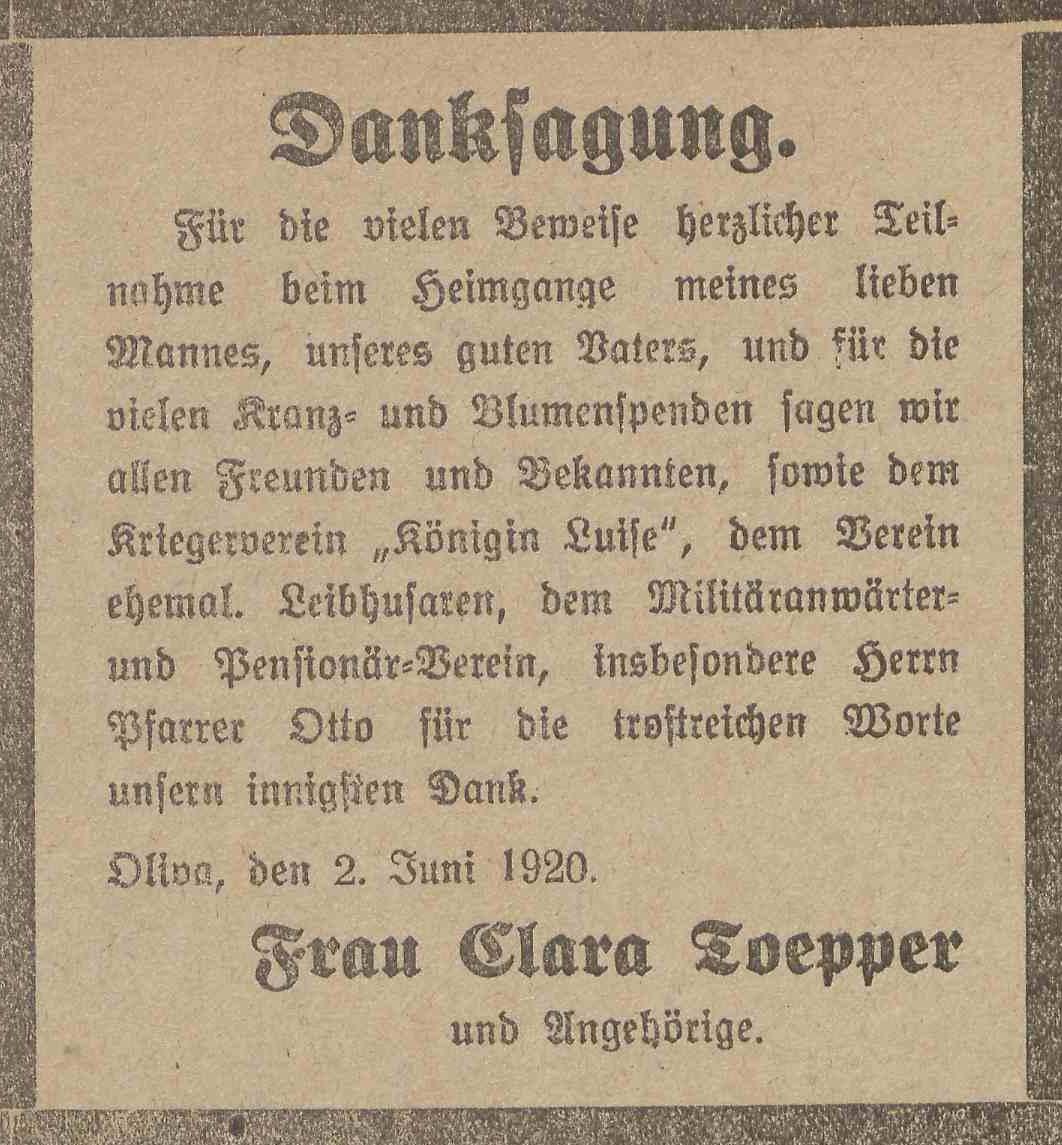 Danksagung.
Für die vielen Beweise herzlicher Teil-
nahme beim Heimgange meines lieben
Mannes, unseres guten Vaters, und für die
vielen Kranz- und Blumenspenden sagen wir
allen Freunden und Bekannten, sowie dem
Kriegerverein „Königin Luise“, dem Verein
ehemal. Leibhusaren, dem Militäranwärter-
und Pensionär-Verein, insbesondere Herrn
Pfarrer Otto für die trostreichen Worte
unsern innigsten Dank.
Oliva, den 2. Juni 1920.
Frau Clara Toepper
und Angehörige.